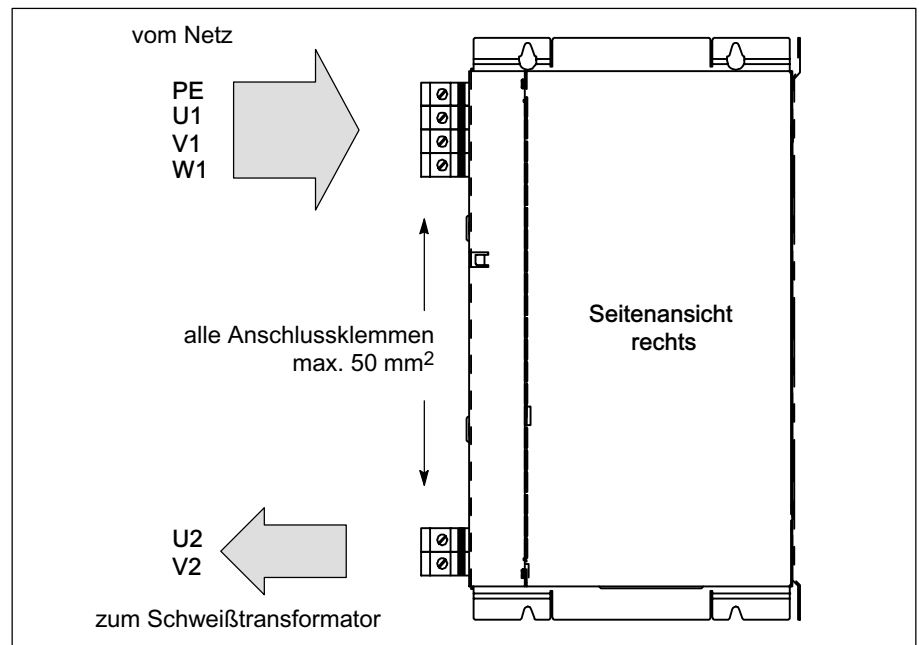 vom Netz
PE
U1
V1
W1
alle Anschlussklemmen
max. 50 mm²
Seitenansicht
rechts
U2
V2
zum Schweißtransformator